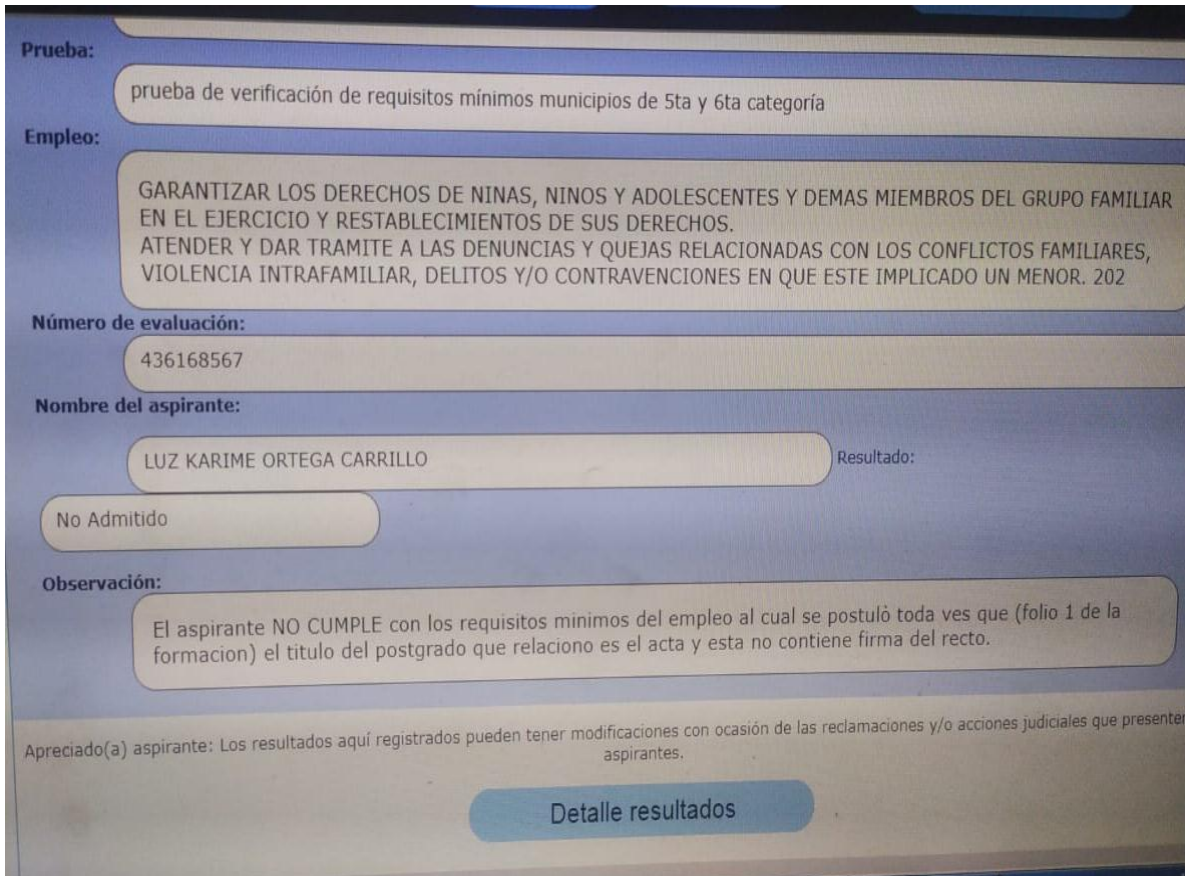 Prueba:
prueba de verificación de requisitos mínimos municipios de 5ta y 6ta categoría
Empleo:
GARANTIZAR LOS DERECHOS DE NINAS, NINOS Y ADOLESCENTES Y DEMAS MIEMBROS DEL GRUPO FAMILIAR
EN EL EJERCICIO Y RESTABLECIMIENTOS DE SUS DERECHOS.
ATENDER Y DAR TRAMITE A LAS DENUNCIAS Y QUEJAS RELACIONADAS CON LOS CONFLICTOS FAMILIARES,
VIOLENCIA INTRAFAMILIAR, DELITOS Y/O CONTRAVENCIONES EN QUE ESTE IMPLICADO UN MENOR. 202
Número de evaluación:
436168567
Nombre del aspirante:
LUZ KARIME ORTEGA CARRILLO
Resultado:
No Admitido
Observación:
El aspirante NO CUMPLE con los requisitos minimos del empleo al cual se postulò toda ves que (folio 1 de la
formacion) el titulo del postgrado que relaciono es el acta y esta no contiene firma del recto.
Apreciado(a) aspirante: Los resultados aquí registrados pueden tener modificaciones con ocasión de las reclamaciones y/o acciones judiciales que presenten
aspirantes.
Detalle resultados